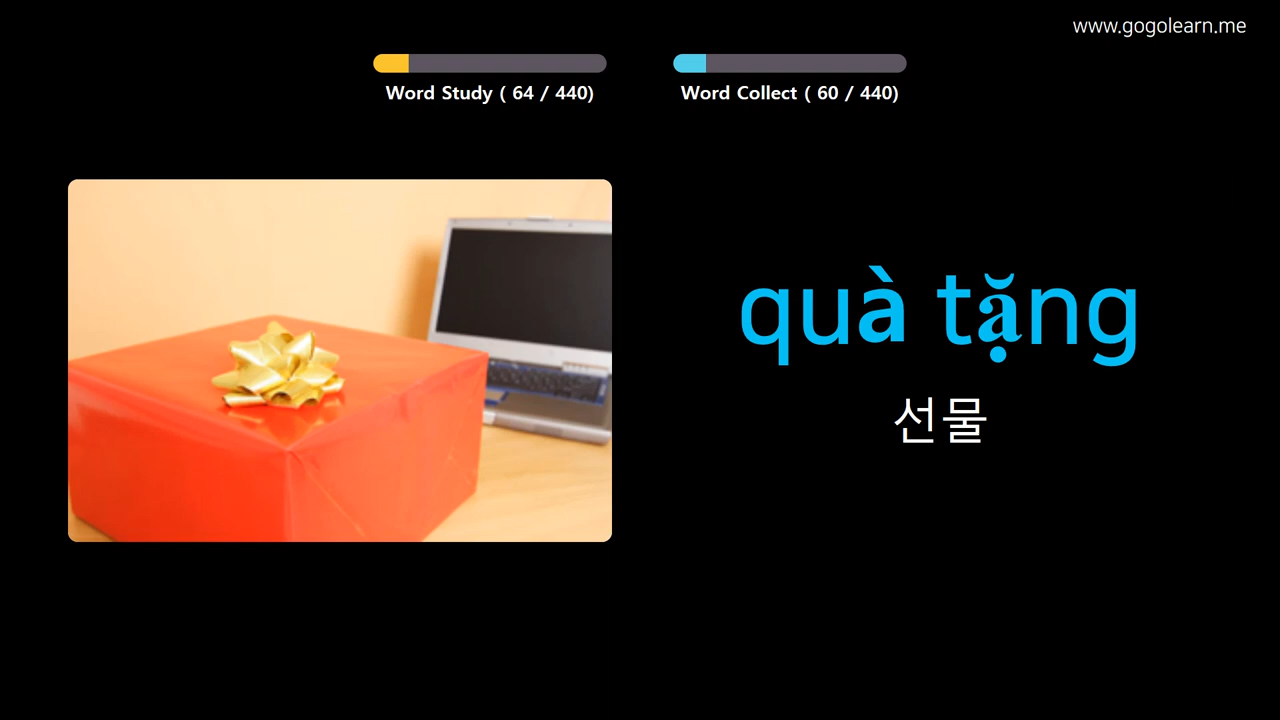 www.gogolearn.me
Word Study ( 64 / 440)
Word Collect ( 60 / 440)
quà tặng
선물